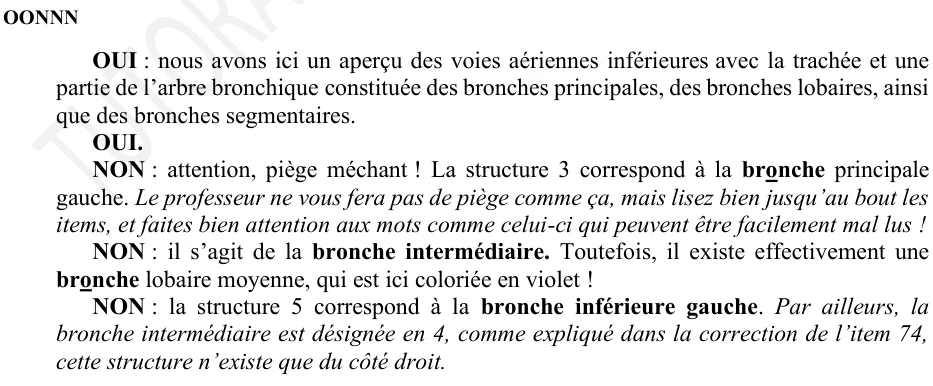 OONNN
OUI : nous avons ici un aperçu des voies aériennes inférieures avec la trachée et une
partie de l'arbre bronchique constituée des bronches principales, des bronches lobaires, ainsi
que des bronches segmentaires.
OUI.
NON : attention, piège méchant ! La structure 3 correspond à la bronche principale
gauche. Le professeur ne vous fera pas de piège comme ça, mais lisez bien jusqu'au bout les
items, et faites bien attention aux mots comme celui-ci qui peuvent être facilement mal lus !
NON : il s'agit de la bronche intermédiaire. Toutefois, il existe effectivement une
bronche lobaire moyenne, qui est ici coloriée en violet !
NON : la structure 5 correspond à la bronche inférieure gauche. Par ailleurs, la
bronche intermédiaire est désignée en 4, comme expliqué dans la correction de l'item 74,
cette structure n'existe que du côté droit.